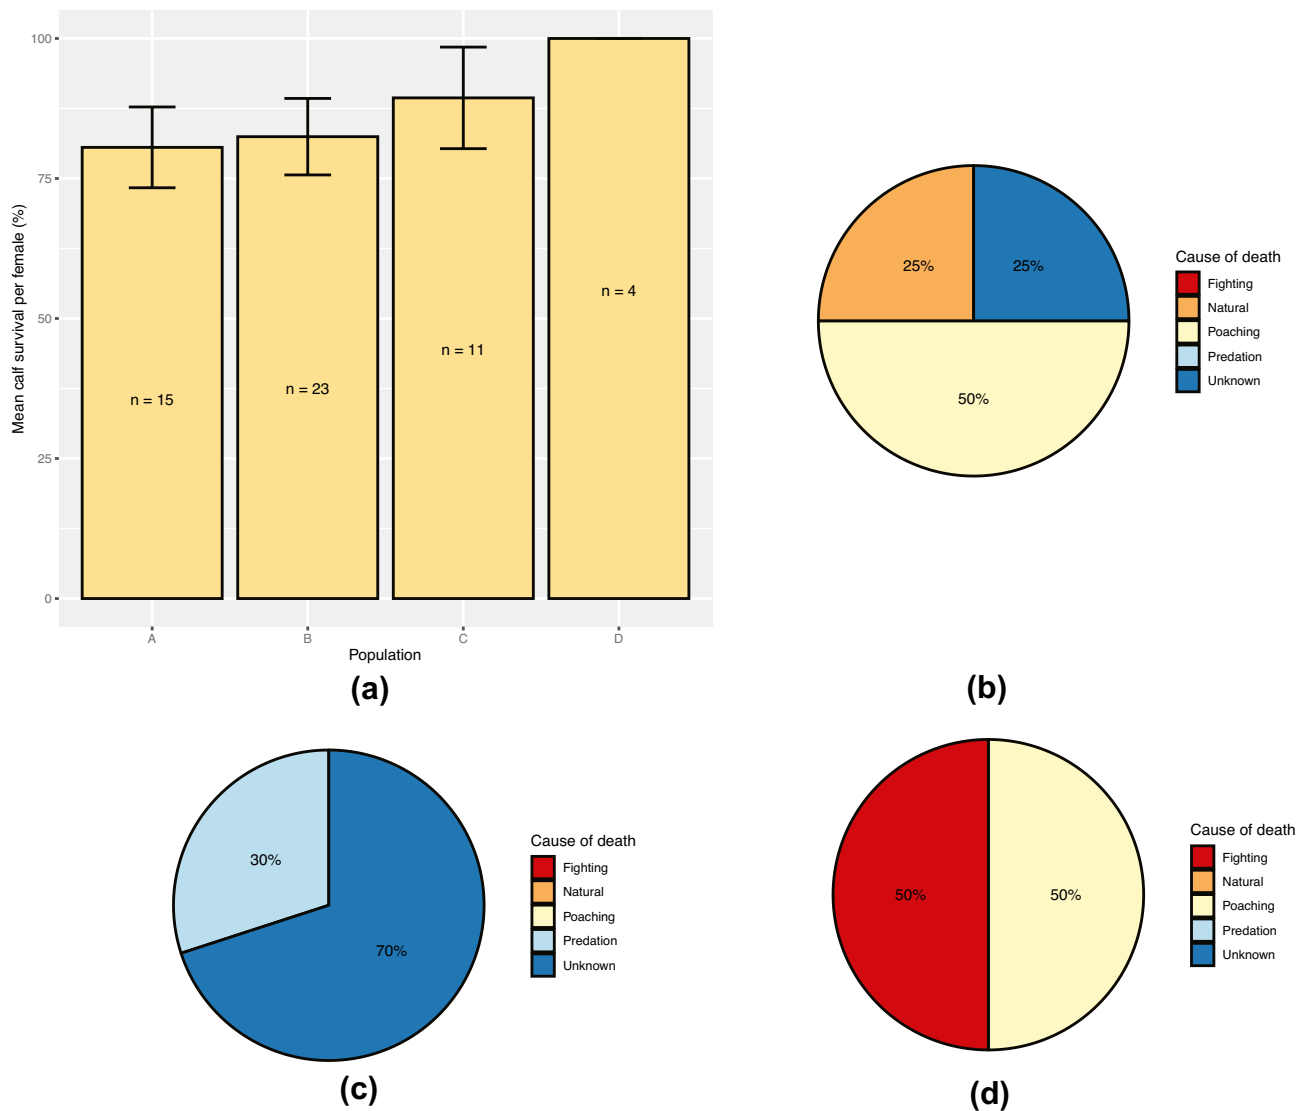 Mean calf survival per female (%)
100
75
50
25
0
n = 15
n = 23
n = 11
n = 4
A
B
C
D
Population
(a)
25%
25%
50%
Cause of death
Fighting
Natural
Poaching
Predation
Unknown
(b)
30%
70%
Cause of death
Fighting
Natural
Poaching
Predation
Unknown
(c)
50%
50%
Cause of death
Fighting
Natural
Poaching
Predation
Unknown
(d)